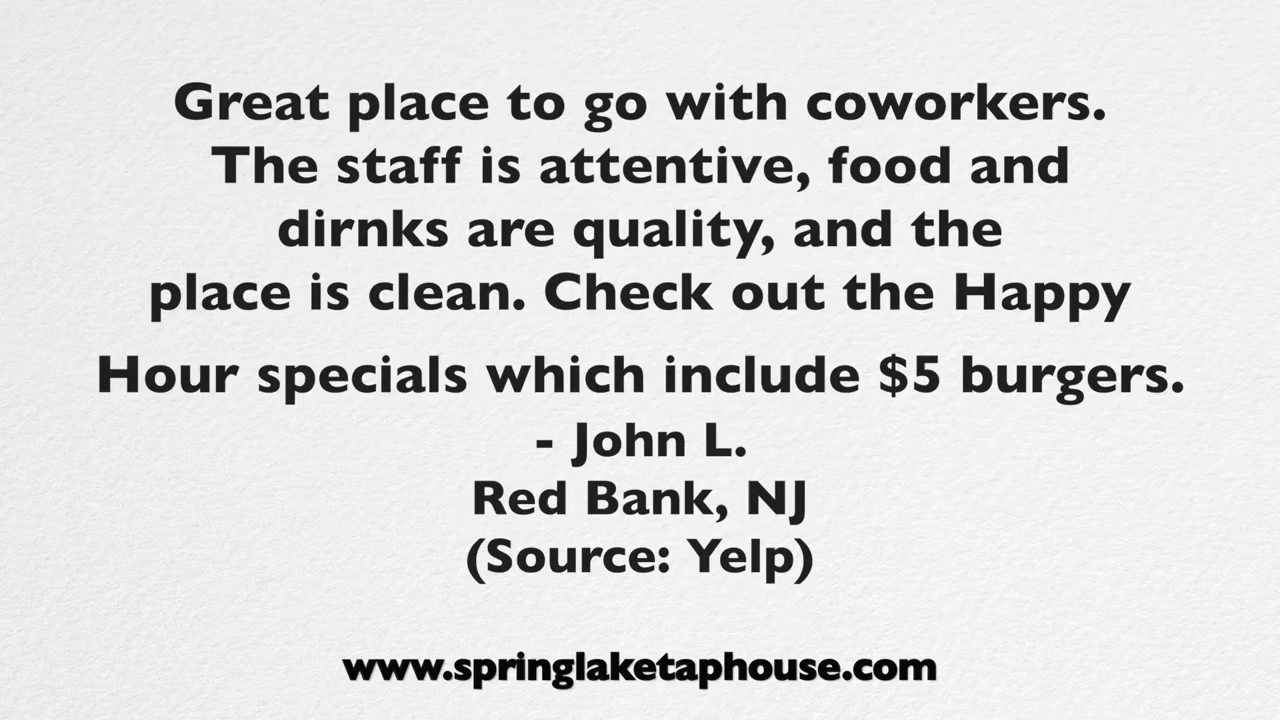 Great place to go with coworkers.
The staff is attentive, food and
dirnks are quality, and the
place is clean. Check out the Happy
Hour specials which include $5 burgers.
- John L.
Red Bank, NJ
(Source: Yelp)
www.springlaketaphouse.com